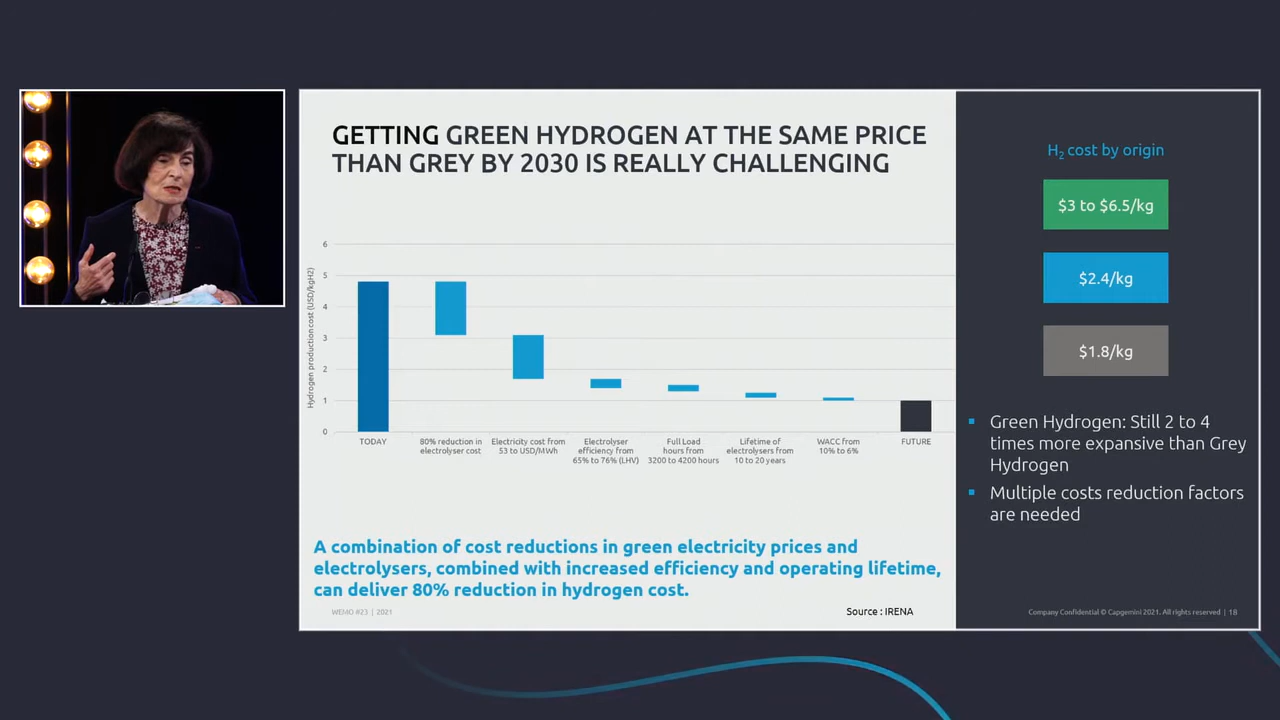 GETTING GREEN HYDROGEN AT THE SAME PRICE
THAN GREY BY 2030 IS REALLY CHALLENGING
Hydrogen production cost (USD/kgH2)
6
5
4
3
2
1
0
TODAY
80% reduction in
electrolyser cost
Electricity cost from
53 to USD/MWh
Electrolyser
efficiency from
65% to 76% (LHV)
Full Load
hours from
3200 to 4200 hours
Lifetime of
electrolysers from
10 to 20 years
WACC from
10% to 6%
FUTURE
A combination of cost reductions in green electricity prices and
electrolysers, combined with increased efficiency and operating lifetime,
can deliver 80% reduction in hydrogen cost.
WEMO #23 | 2021
Source : IRENA
H₂ cost by origin
$3 to $6.5/kg
$2.4/kg
$1.8/kg
▪ Green Hydrogen: Still 2 to 4
times more expansive than Grey
Hydrogen
▪ Multiple costs reduction factors
are needed
Company Confidential © Capgemini 2021. All rights reserved | 18